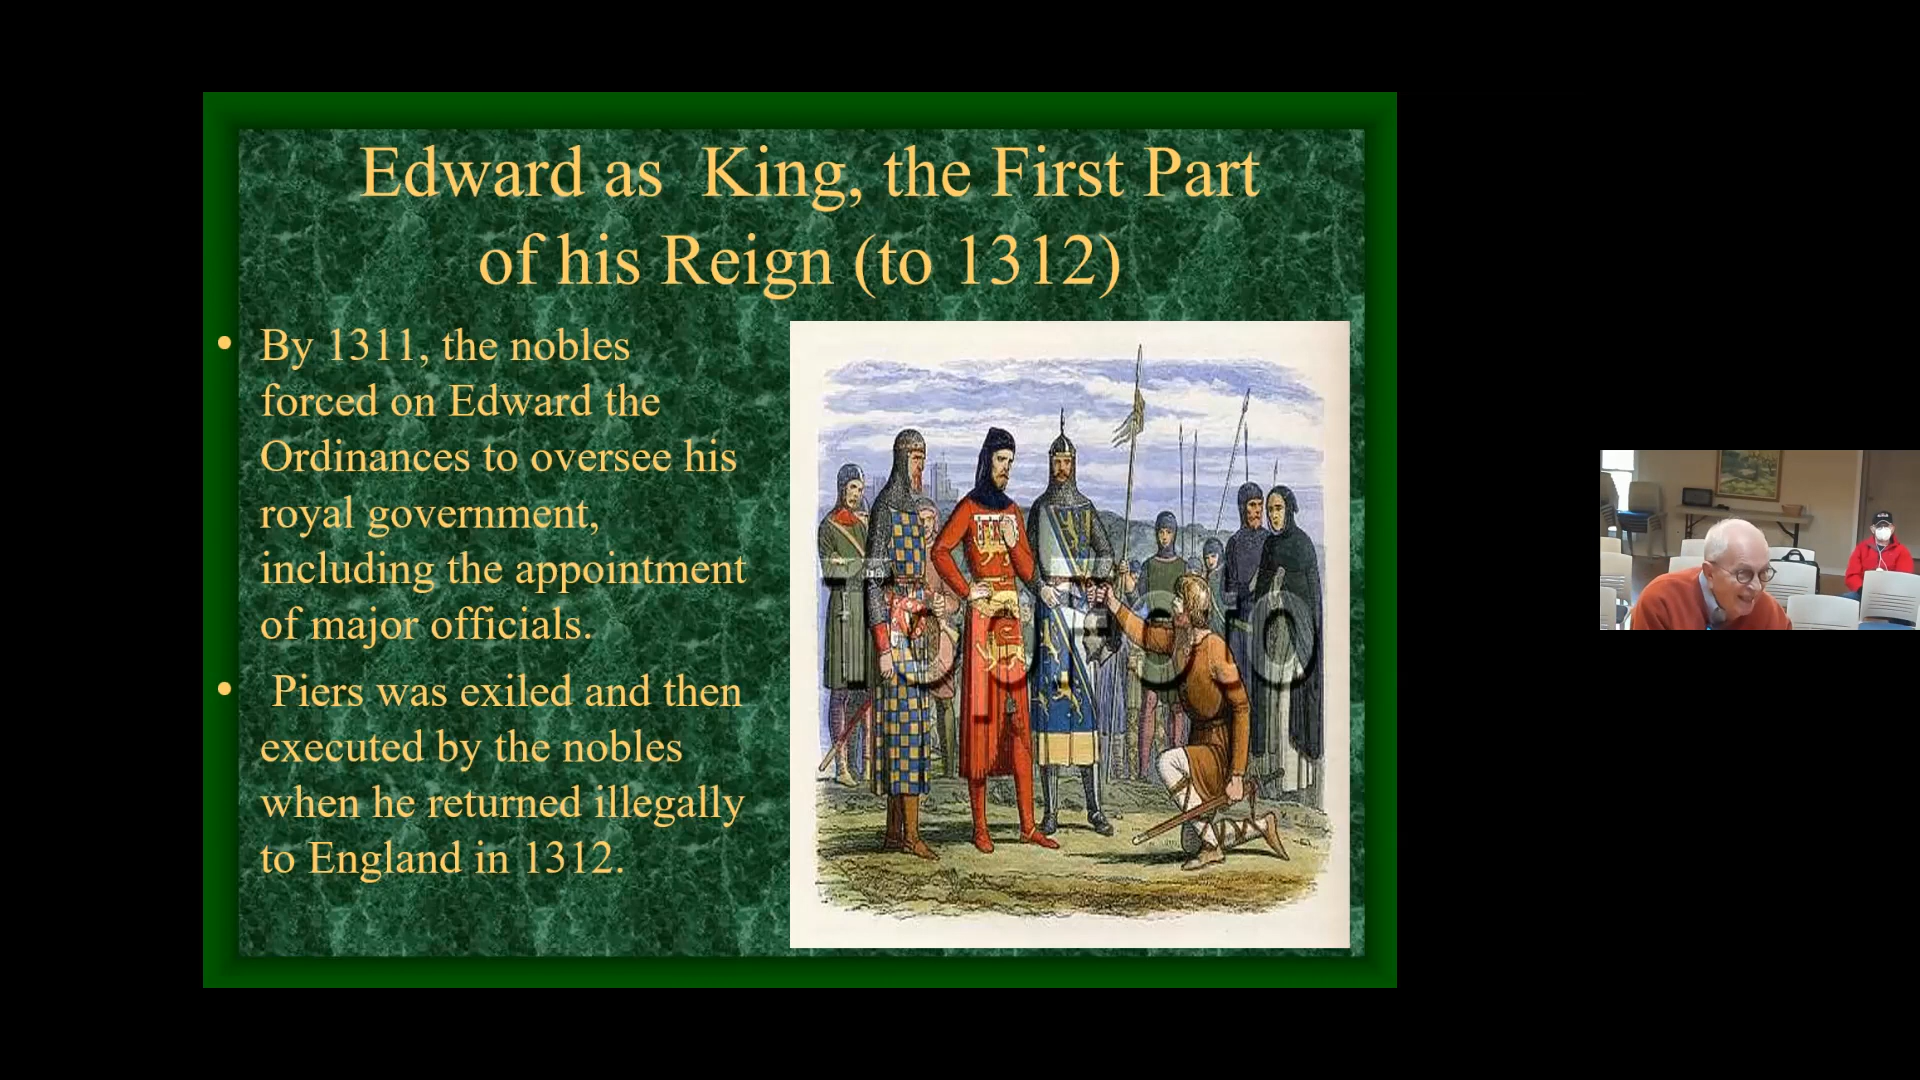 Edward as  King, the First Part
of his Reign (to 1312)
• By 1311, the nobles
forced on Edward the
Ordinances to oversee his
royal government,
including the appointment
of major officials.
•  Piers was exiled and then
executed by the nobles
when he returned illegally
to England in 1312.